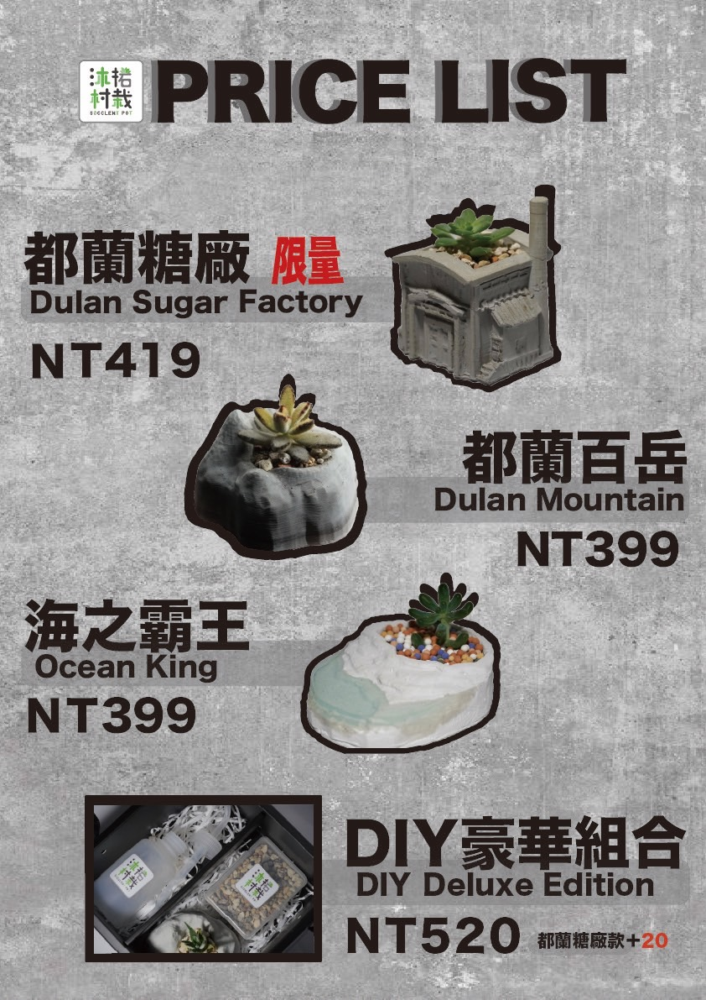 沐桰
村栽
SUCCLENT POT
PRICE LIST
都蘭糖廠 限量
Dulan Sugar Factory
NT419
都蘭百岳
Dulan Mountain
NT399
海之霸王
Ocean King
NT399
DIY豪華組合
DIY Deluxe Edition
NT520 都蘭糖廠款+20